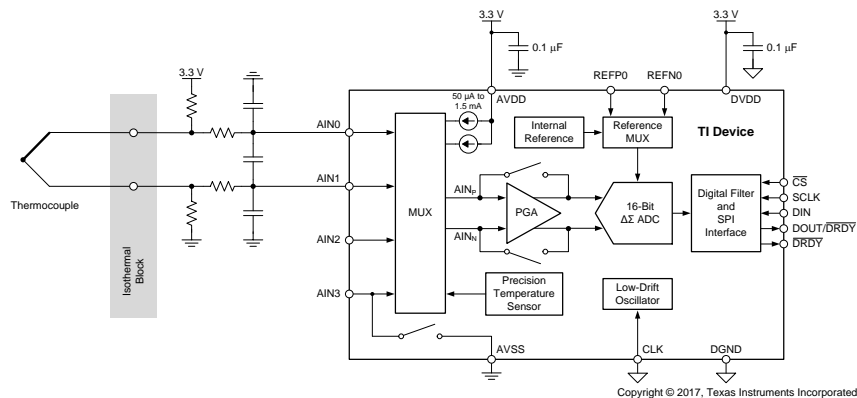 3.3 V
0.1 μF
3.3 V
0.1 μF
3.3 V
Thermocouple
Isothermal
Block
AIN0
AIN1
AIN2
AIN3
50 μA to
1.5 mA
AVDD
REFP0
REFN0
DVDD
Internal
Reference
Reference
MUX
TI Device
MUX
AINP
AINN
PGA
16-Bit
ΔΣ ADC
Digital Filter
and
SPI
Interface
CS
SCLK
DIN
DOUT/DRDY
DRDY
Precision
Temperature
Sensor
Low-Drift
Oscillator
AVSS
CLK
DGND
Copyright © 2017, Texas Instruments Incorporated